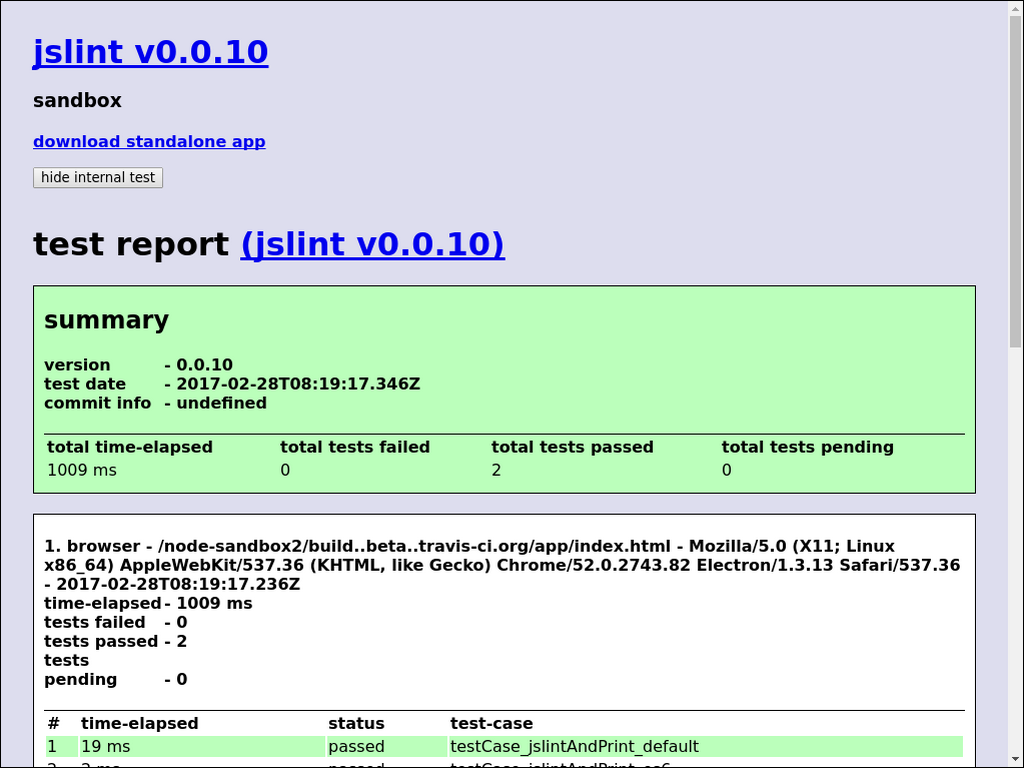 jslint v0.0.10
sandbox
download standalone app
hide internal test
test report (jslint v0.0.10)
summary
version - 0.0.10
test date - 2017-02-28T08:19:17.346Z
commit info - undefined
total time-elapsed total tests failed total tests passed total tests pending
1009 ms 0 2 0
1. browser - /node-sandbox2/build..beta..travis-ci.org/app/index.html - Mozilla/5.0 (X11; Linux
x86_64) AppleWebKit/537.36 (KHTML, like Gecko) Chrome/52.0.2743.82 Electron/1.3.13 Safari/537.36
- 2017-02-28T08:19:17.236Z
time-elapsed - 1009 ms
tests failed - 0
tests passed - 2
tests
pending - 0
# time-elapsed status test-case
1 19 ms passed testCase_jslintAndPrint_default